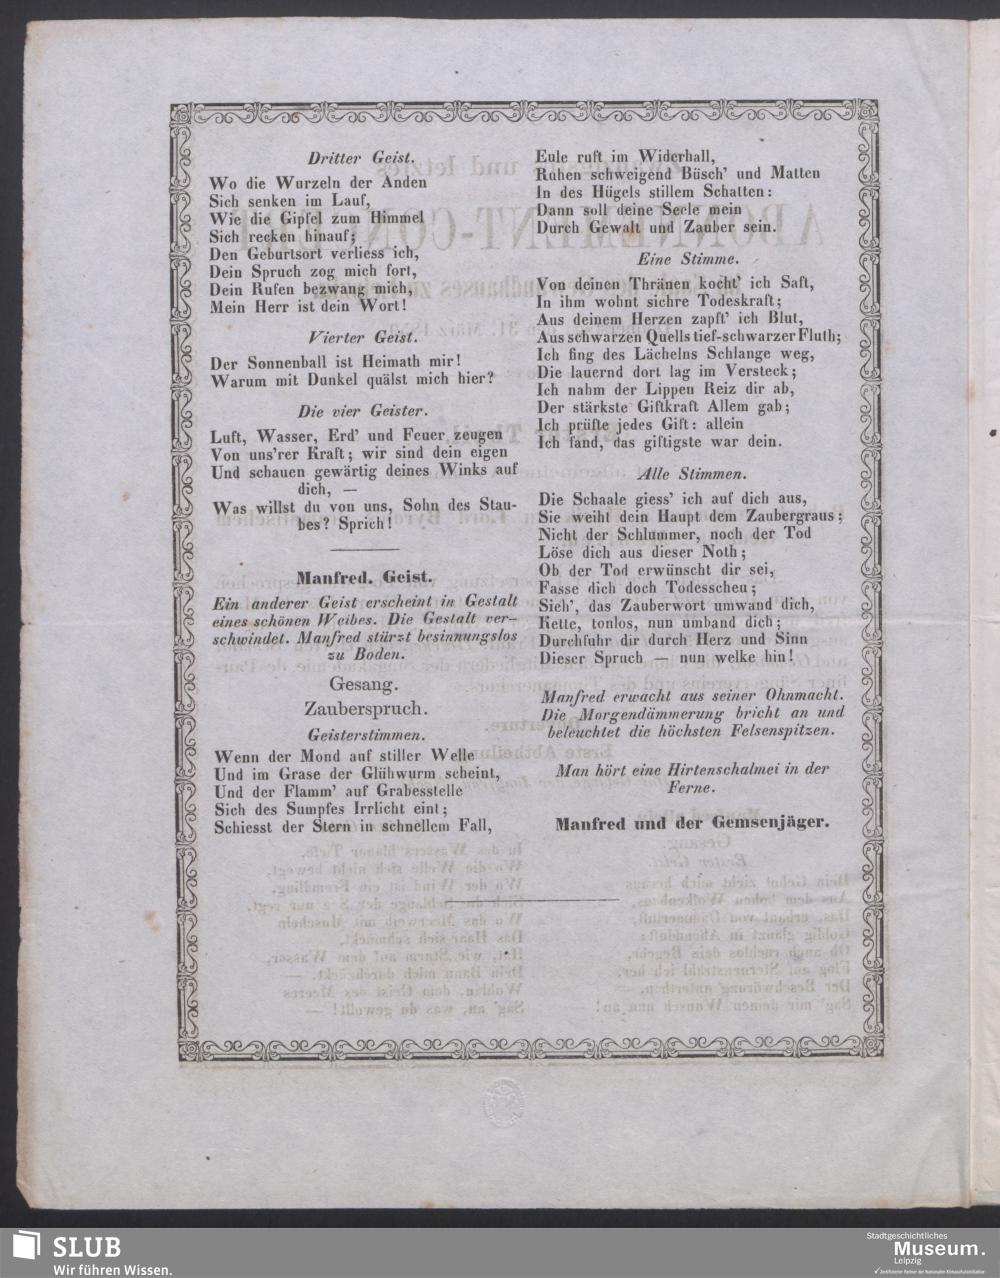 Dritter Geist.
Wo die Wurzeln der Anden
Sich senken im Lauf,
Wie die Gipfel zum Himmel
Sich recken hinauf;
Den Geburtsort verliess ich,
Dein Spruch zog mich fort,
Dein Rufen bezwang mich,
Mein Herr ist dein Wort!
Vierter Geist.
Der Sonnenball ist Heimath mir!
Warum mit Dunkel quälst mich hier?
Die vier Geister.
Luft, Wasser, Erd' und Feuer zeugen
Von uns'rer Kraft; wir sind dein eigen
Und schauen gewärtig deines Winks auf
dich, —
Was willst du von uns, Sohn des Stau-
bes? Sprich!
Manfred. Geist.
Ein anderer Geist erscheint in Gestalt
eines schönen Weibes. Die Gestalt ver-
schwindet. Manfred stürzt besinnungslos
zu Boden.
Gesang.
Zauberspruch.
Geisterstimmen.
Wenn der Mond auf stiller Welle
Und im Grase der Glühwurm scheint,
Und der Flamm' auf Grabesstelle
Sich des Sumpfes Irrlicht eint;
Schiesst der Stern in schnellem Fall,
Eule ruft im Widerhall,
Ruhen schweigend Büsch' und Matten
In des Hügels stillem Schatten:
Dann soll deine Seele mein
Durch Gewalt und Zauber sein.
Eine Stimme.
Von deinen Thränen kocht' ich Saft,
In ihm wohnt sichre Todeskraft;
Aus deinem Herzen zapft' ich Blut,
Aus schwarzen Quells tief-schwarzer Fluth;
Ich fing des Lächelns Schlange weg,
Die lauernd dort lag im Versteck;
Ich nahm der Lippen Reiz dir ab,
Der stärkste Giftkraft Allem gab;
Ich prüfte jedes Gift: allein
Ich fand, das giftigste war dein.
Alle Stimmen.
Die Schaale giess' ich auf dich aus,
Sie weiht dein Haupt dem Zaubergraus;
Nicht der Schlummer, noch der Tod
Löse dich aus dieser Noth;
Ob der Tod erwünscht dir sei,
Fasse dich doch Todesscheu;
Sieh', das Zauberwort umwand dich,
Kette, tonlos, nun umband dich;
Durchfuhr dir durch Herz und Sinn
Dieser Spruch — nun welke hin!
Manfred erwacht aus seiner Ohnmacht.
Die Morgendämmerung bricht an und
beleuchtet die höchsten Felsenspitzen.
Man hört eine Hirtenschalmei in der
Ferne.
Manfred und der Gemsenjäger.
SLUB
Wir führen Wissen.
Stadtgeschichtliches
Museum.
Leipzig
Zertifizierter Partner der Nationalen Klimaschutzinitiative